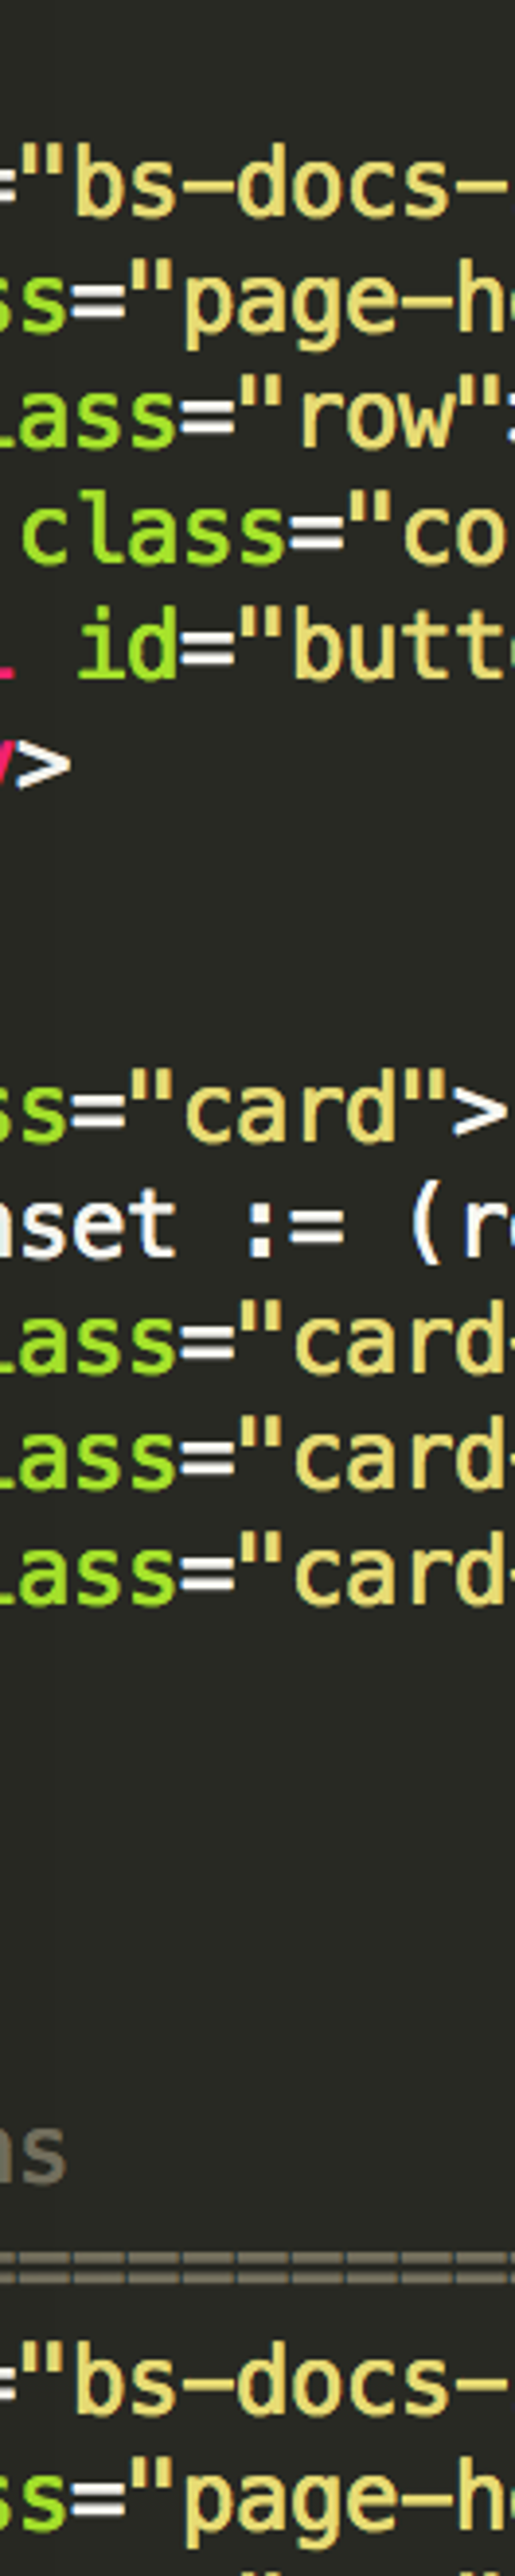 ="bs-docs-
ss="page-h
lass="row">
class="co
id="butt
>
ss="card">
nset := (r
lass="card-
lass="card-
lass="card-
ns
==========
="bs-docs-
ss="page-h